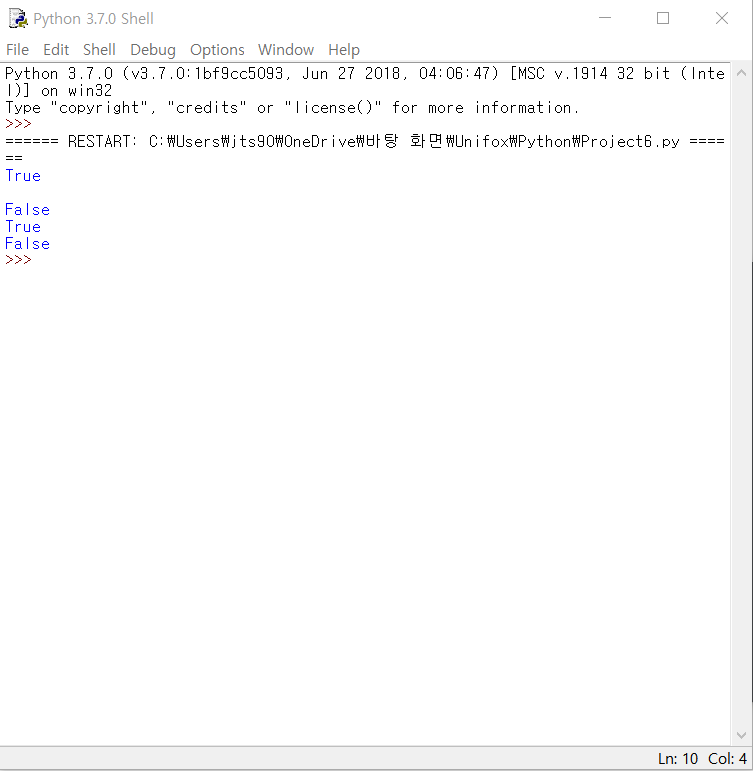 Python 3.7.0 Shell
File Edit Shell Debug Options Window Help
Python 3.7.0 (v3.7.0:1bf9cc5093, Jun 27 2018, 04:06:47) [MSC v.1914 32 bit (Inte
l)] on win32
Type "copyright", "credits" or "license()" for more information.
>>>
====== RESTART: C:₩Users₩jts90₩OneDrive₩바탕 화면₩Unifox₩Python₩Project6.py ====
==
True
False
True
False
>>>
Ln: 10 Col: 4